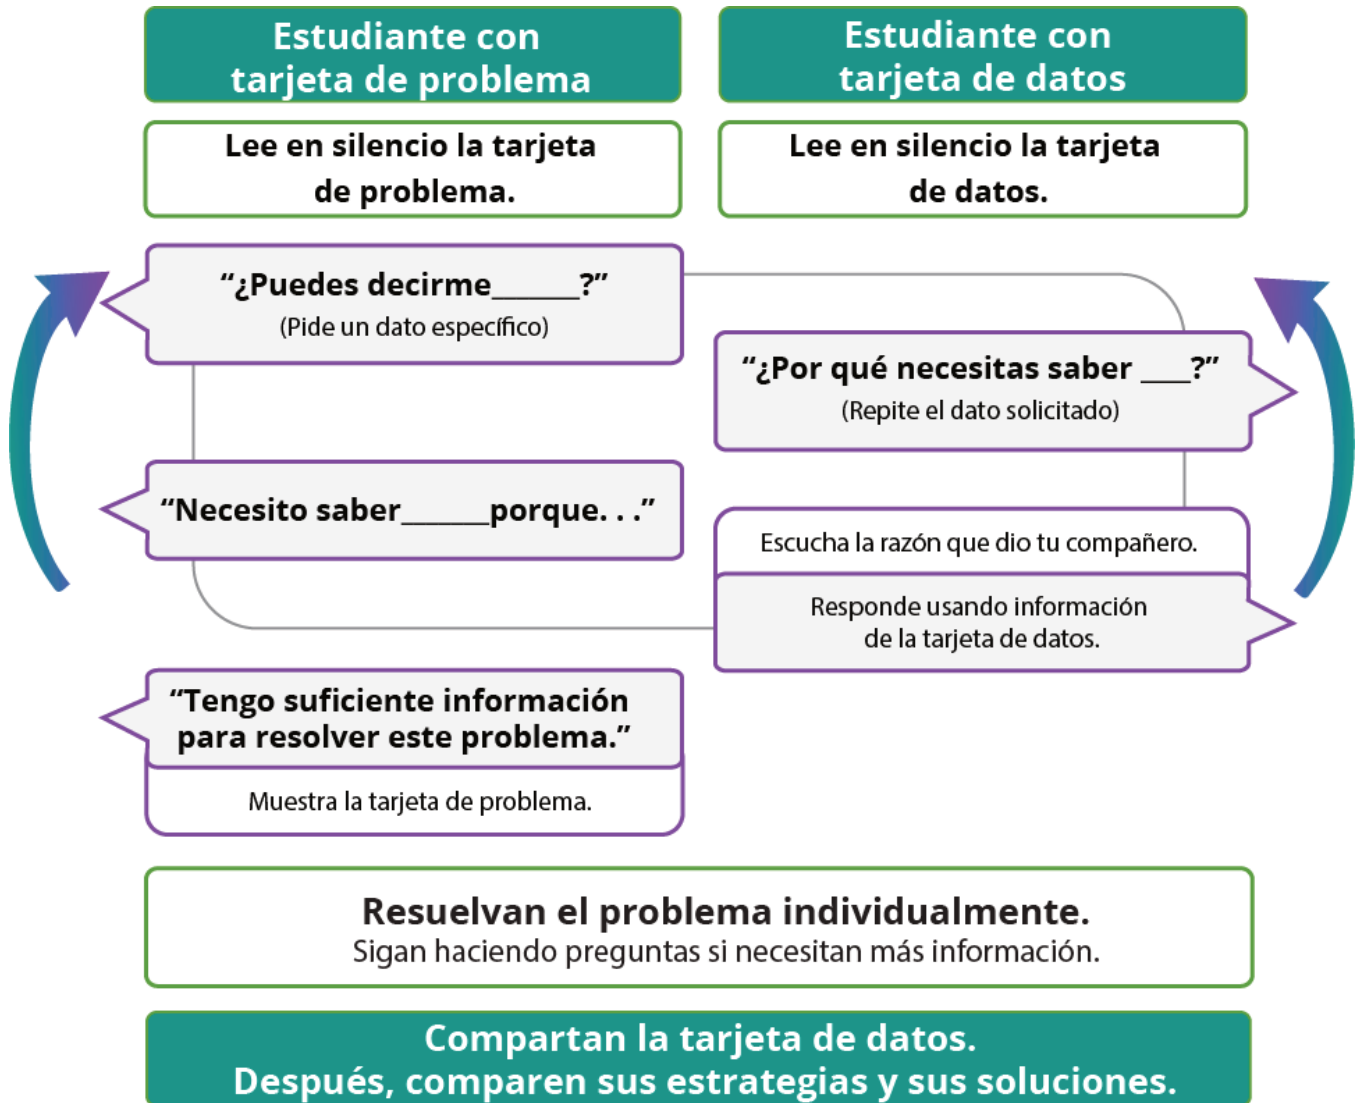 Estudiante con
tarjeta de problema
Estudiante con
tarjeta de datos
Lee en silencio la tarjeta
de problema.
Lee en silencio la tarjeta
de datos.
“¿Puedes decirme______?”
(Pide un dato específico)
“¿Por qué necesitas saber ____?”
(Repite el dato solicitado)
“Necesito saber______porque. . .”
Escucha la razón que dio tu compañero.
Responde usando información
de la tarjeta de datos.
“Tengo suficiente información
para resolver este problema.”
Muestra la tarjeta de problema.
Resuelvan el problema individualmente.
Sigan haciendo preguntas si necesitan más información.
Compartan la tarjeta de datos.
Después, comparen sus estrategias y sus soluciones.